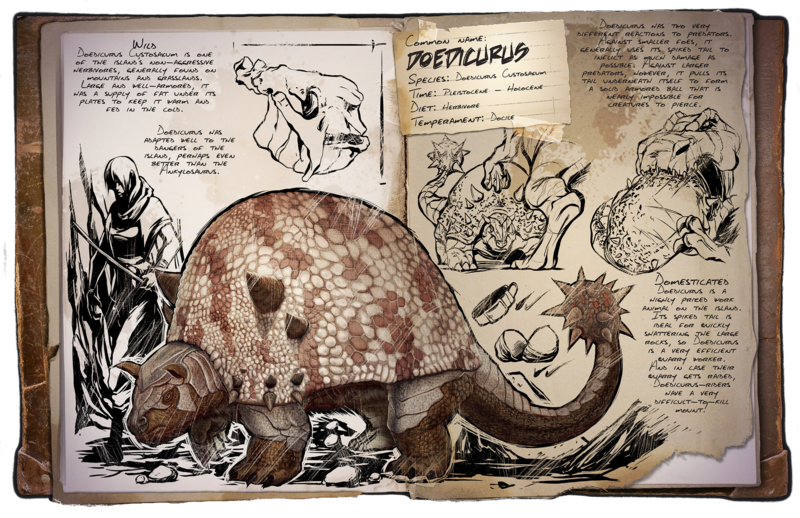 Wild
Doedicurus Custosaxum is one
of the island's non-aggressive
herbivores, generally found on
mountains and grasslands.
Large and well-armored, it
has a supply of fat under its
plates to keep it warm and
fed in the cold.
Doedicurus has
adapted well to the
dangers of the
island, perhaps even
better than the
Ankylosaurus.
Common name:
Doedicurus
Species: Doedicurus Custosaxum
Time: Pleistocene - Holocene
Diet: Herbivore
Temperament: Docile
Doedicurus has two very
different reactions to predators.
Against smaller foes, it
generally uses its spiked tail to
inflict as much damage as
possible. Against larger
predators, however, it pulls its
tail underneath itself to form
a solid armored ball that is
nearly impossible for
creatures to pierce.
Domesticated
Doedicurus is a
highly prized work
animal on the island.
Its spiked tail is
ideal for quickly
shattering the large
rocks, so Doedicurus
is a very efficient
quarry worker.
And in case their
quarry gets raided,
Doedicurus-riders
have a very
difficult-to-kill
mount!